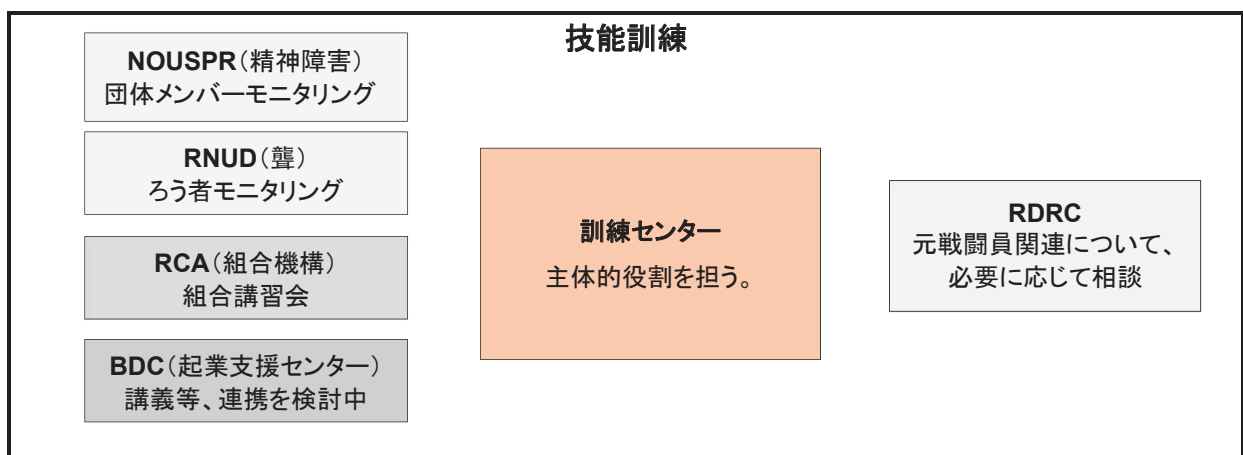 技能訓練
NOUSPR（精神障害）
団体メンバーモニタリング
RNUD（聾）
ろう者モニタリング
RCA（組合機構）
組合講習会
BDC（起業支援センター）
講義等、連携を検討中
訓練センター
主体的役割を担う。
RDRC
元戦闘員関連について、
必要に応じて相談